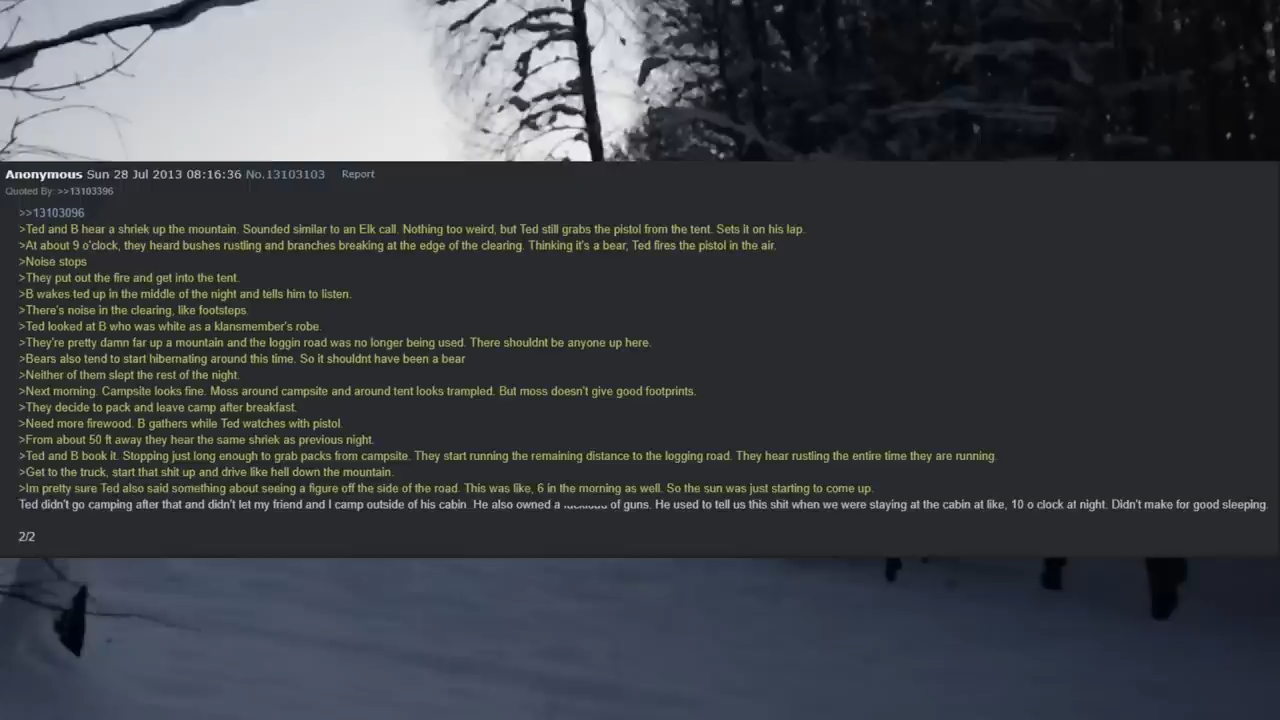 Anonymous Sun 28 Jul 2013 08:16:36 No.13103103 Report
Quoted By: >>13103396
>>13103096
>Ted and B hear a shriek up the mountain. Sounded similar to an Elk call. Nothing too weird, but Ted still grabs the pistol from the tent. Sets it on his lap.
>At about 9 o'clock, they heard bushes rustling and branches breaking at the edge of the clearing. Thinking it's a bear, Ted fires the pistol in the air.
>Noise stops
>They put out the fire and get into the tent.
>B wakes ted up in the middle of the night and tells him to listen.
>There's noise in the clearing, like footsteps.
>Ted looked at B who was white as a klansmember's robe.
>They're pretty damn far up a mountain and the loggin road was no longer being used. There shouldnt be anyone up here.
>Bears also tend to start hibernating around this time. So it shouldnt have been a bear
>Neither of them slept the rest of the night.
>Next morning. Campsite looks fine. Moss around campsite and around tent looks trampled. But moss doesn't give good footprints.
>They decide to pack and leave camp after breakfast.
>Need more firewood. B gathers while Ted watches with pistol.
>From about 50 ft away they hear the same shriek as previous night.
>Ted and B book it. Stopping just long enough to grab packs from campsite. They start running the remaining distance to the logging road. They hear rustling the entire time they are running.
>Get to the truck, start that shit up and drive like hell down the mountain.
>Im pretty sure Ted also said something about seeing a figure off the side of the road. This was like, 6 in the morning as well. So the sun was just starting to come up.
Ted didn't go camping after that and didn't let my friend and I camp outside of his cabin. He also owned a of guns. He used to tell us this shit when we were staying at the cabin at like, 10 o clock at night. Didn't make for good sleeping.
2/2